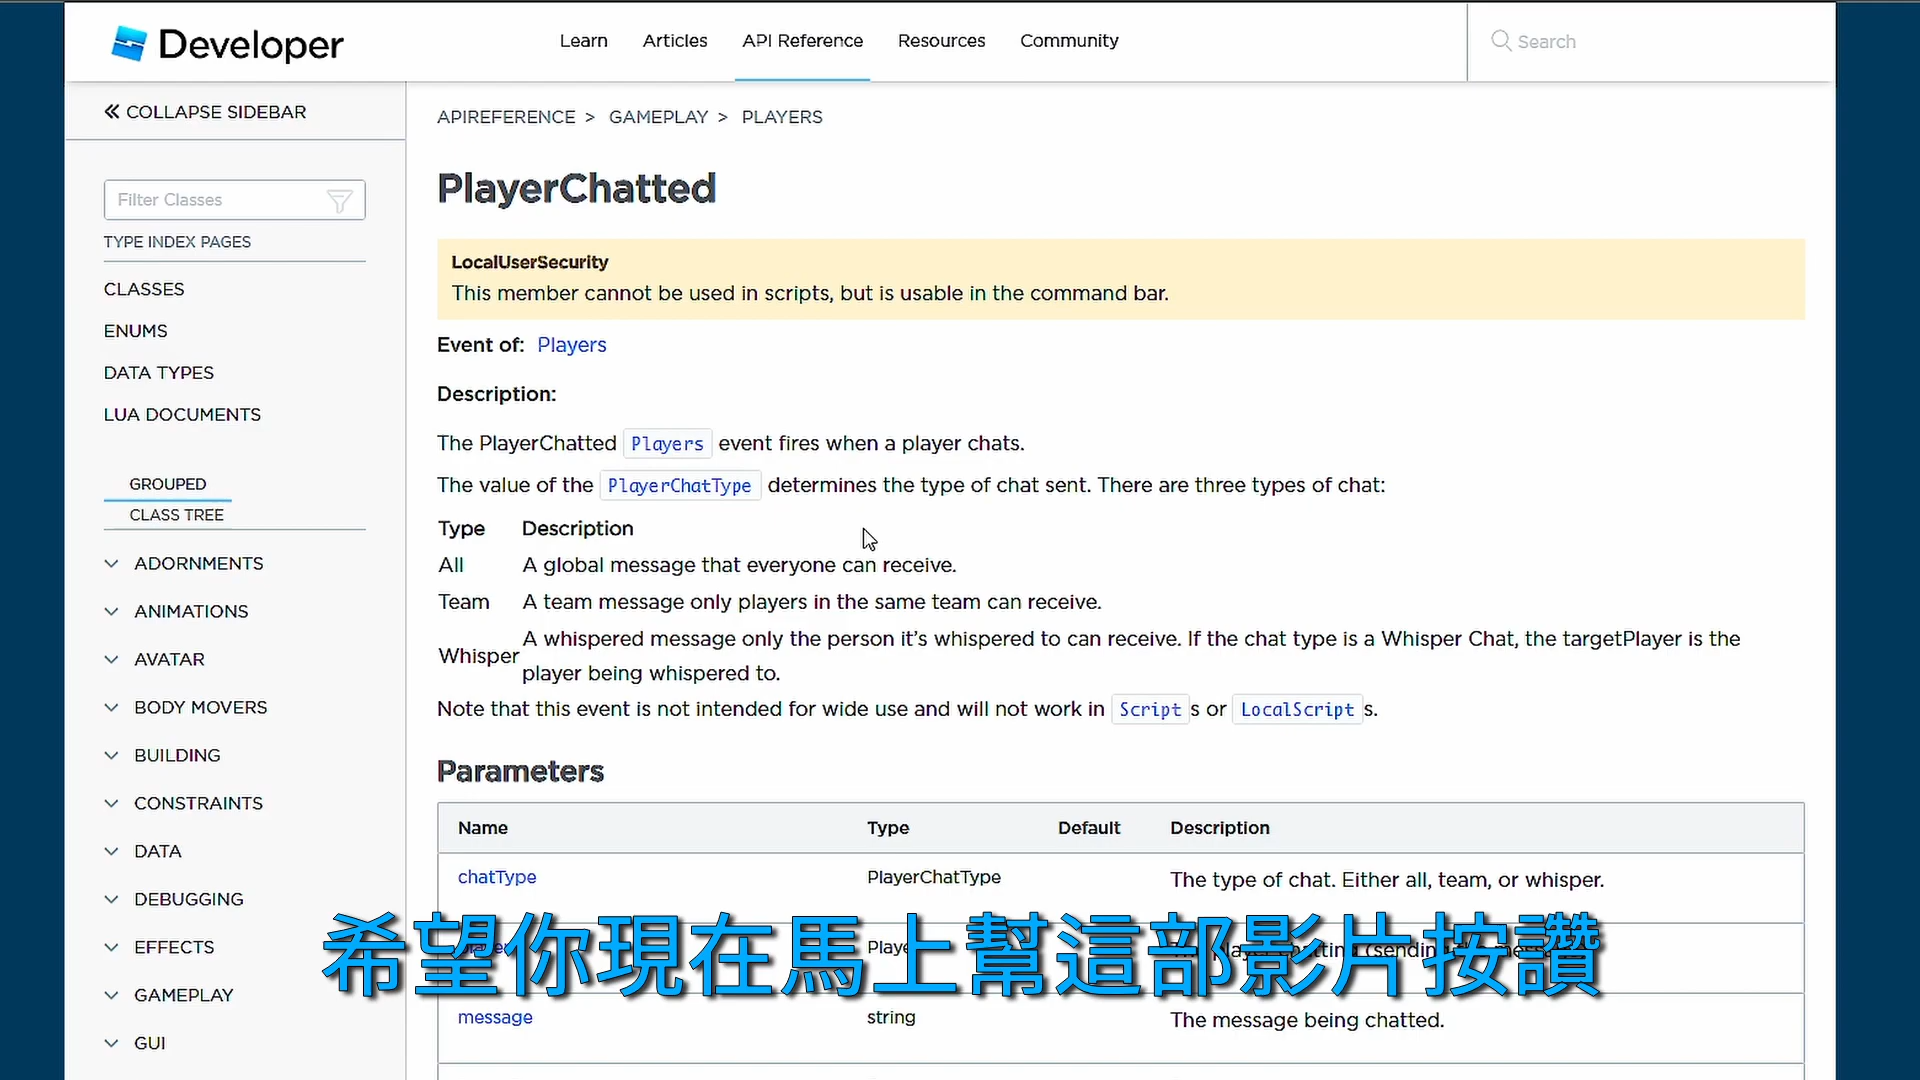 Developer
Learn Articles API Reference Resources Community
Search
COLLAPSE SIDEBAR
Filter Classes
TYPE INDEX PAGES
CLASSES
ENUMS
DATA TYPES
LUA DOCUMENTS
GROUPED
CLASS TREE
ADORNMENTS
ANIMATIONS
AVATAR
BODY MOVERS
BUILDING
CONSTRAINTS
DATA
DEBUGGING
EFFECTS
GAMEPLAY
GUI
APIREFERENCE > GAMEPLAY > PLAYERS
PlayerChatted
LocalUserSecurity
This member cannot be used in scripts, but is usable in the command bar.
Event of: Players
Description:
The PlayerChatted Players event fires when a player chats.
The value of the PlayerChatType determines the type of chat sent. There are three types of chat:
Type Description
All A global message that everyone can receive.
Team A team message only players in the same team can receive.
Whisper A whispered message only the person it's whispered to can receive. If the chat type is a Whisper Chat, the targetPlayer is the
player being whispered to.
Note that this event is not intended for wide use and will not work in Scripts or LocalScripts.
Parameters
Name Type Default Description
chatType PlayerChatType The type of chat. Either all, team, or whisper.
message string The message being chatted.
希望你現在馬上幫這部影片按讚